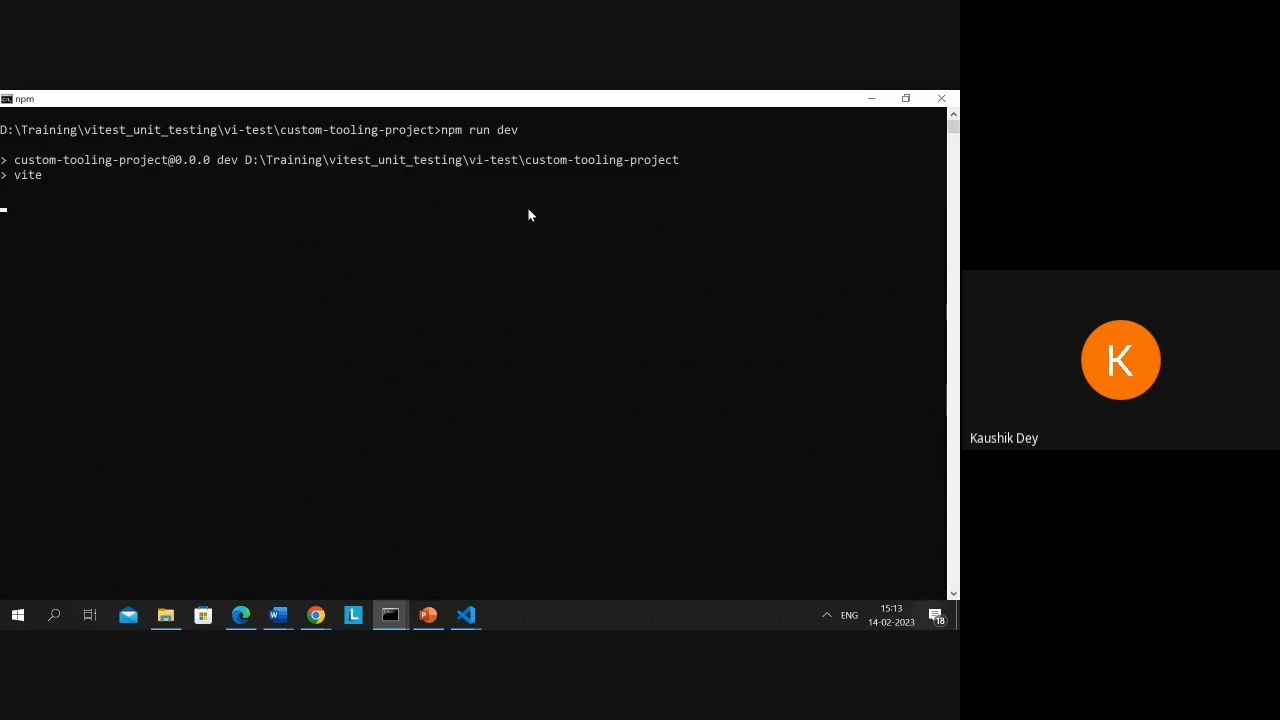 npm
D:\Training\vitest_unit_testing\vi-test\custom-tooling-project>npm run dev
> custom-tooling-project@0.0.0 dev D:\Training\vitest_unit_testing\vi-test\custom-tooling-project
> vite
K
Kaushik Dey
L
ENG
15:13
14-02-2023
18